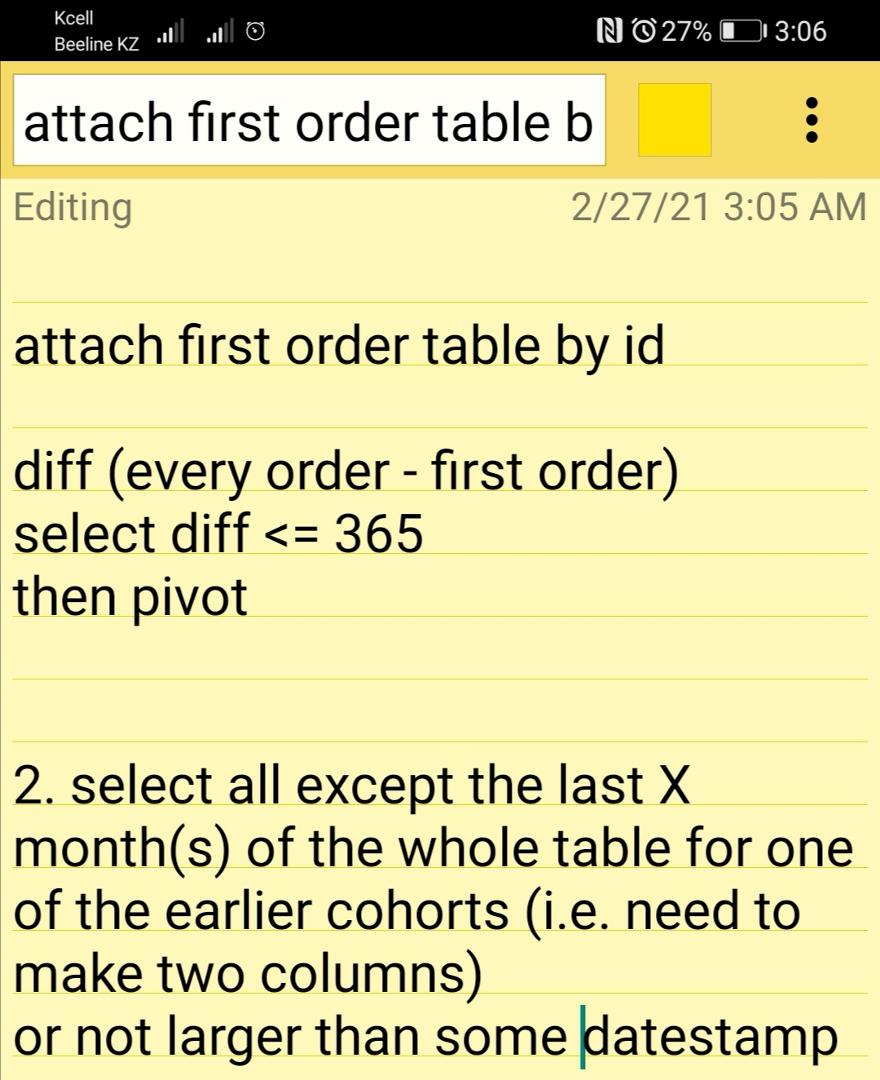 Kcell
Beeline KZ
27% 3:06
attach first order table b
Editing 2/27/21 3:05 AM
attach first order table by id
diff (every order - first order)
select diff <= 365
then pivot
2. select all except the last X
month(s) of the whole table for one
of the earlier cohorts (i.e. need to
make two columns)
or not larger than some datestamp